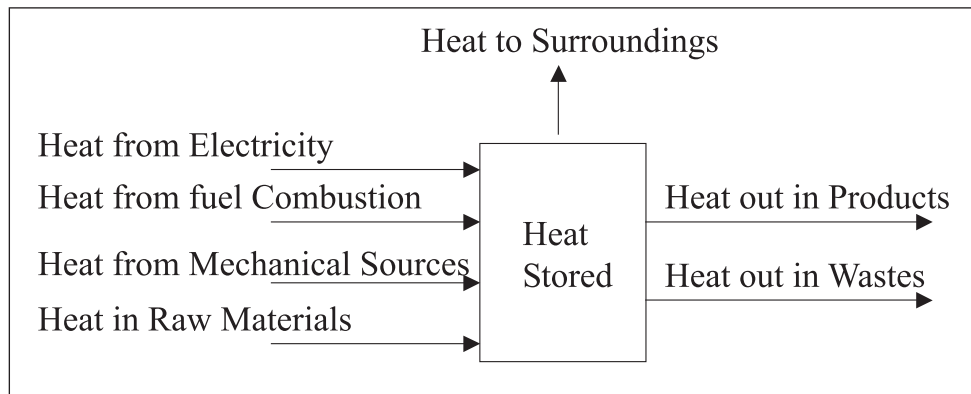 Heat to Surroundings
Heat from Electricity
Heat from fuel Combustion
Heat from Mechanical Sources
Heat in Raw Materials
Heat
Stored
Heat out in Products
Heat out in Wastes